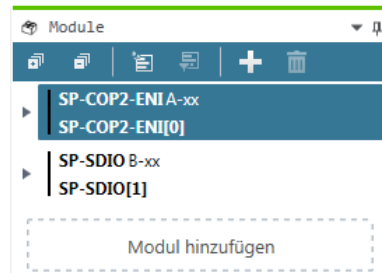 Module
SP-COP2-ENI A-xx
SP-COP2-ENI[0]
SP-SDIO B-xx
SP-SDIO[1]
Modul hinzufügen